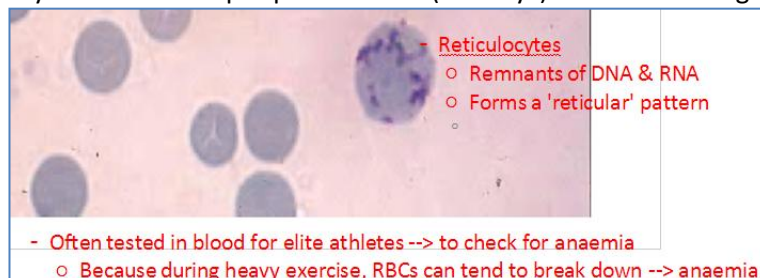 - Reticulocytes
o Remnants of DNA & RNA
o Forms a 'reticular' pattern
o
- Often tested in blood for elite athletes --> to check for anaemia
o Because during heavy exercise, RBCs can tend to break down --> anaemia